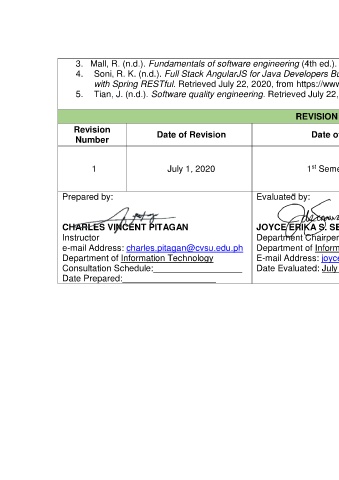 3. Mall, R. (n.d.). Fundamentals of software engineering (4th ed.).
4. Soni, R. K. (n.d.). Full Stack AngularJS for Java Developers Bu
with Spring RESTful. Retrieved July 22, 2020, from https://www
5. Tian, J. (n.d.). Software quality engineering. Retrieved July 22,
REVISION
Revision Number Date of Revision Date o
1 July 1, 2020 1st Seme
Prepared by: Evaluated by:
CHARLES VINCENT PITAGAN JOYCE ERIKA S. SE
Instructor Department Chairper
e-mail Address: charles.pitagan@cvsu.edu.ph Department of Inform
Department of Information Technology E-mail Address: joyce
Consultation Schedule:___________________ Date Evaluated: July
Date Prepared:____________________